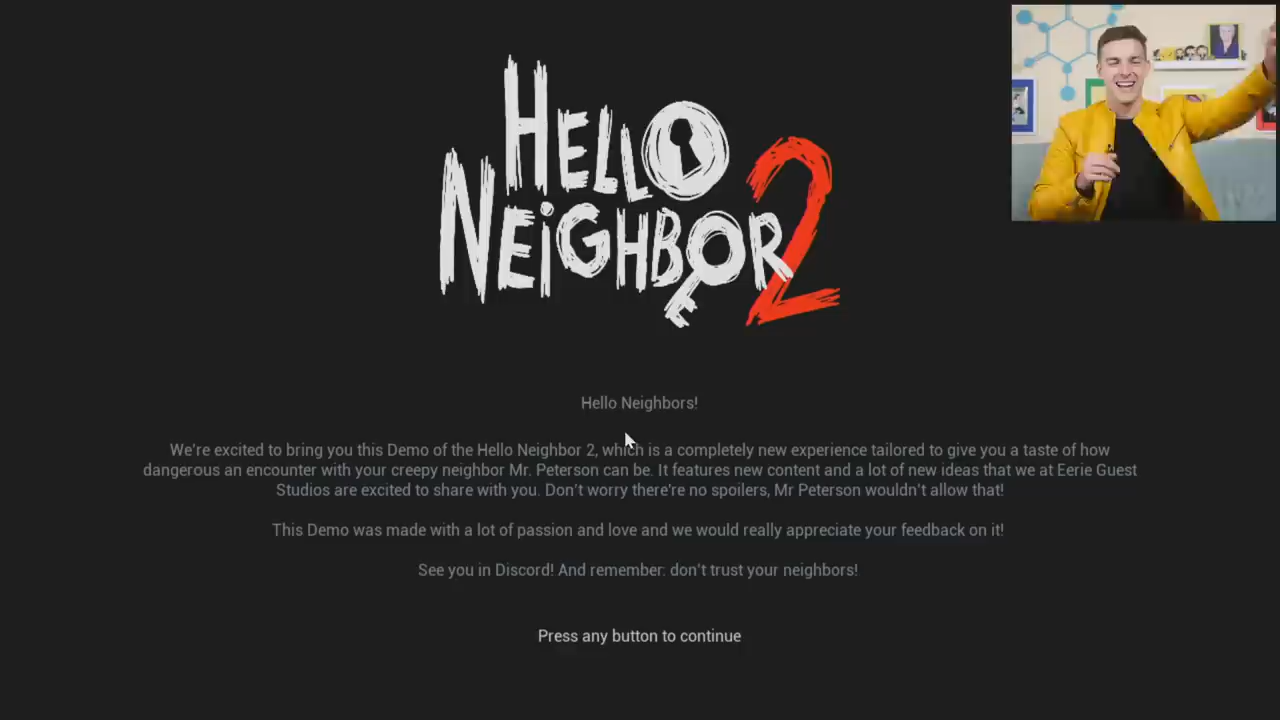 HELLO
NEiGHBOR 2
Hello Neighbors!
We're excited to bring you this Demo of the Hello Neighbor 2, which is a completely new experience tailored to give you a taste of how
dangerous an encounter with your creepy neighbor Mr. Peterson can be. It features new content and a lot of new ideas that we at Eerie Guest
Studios are excited to share with you. Don't worry there're no spoilers, Mr Peterson wouldn't allow that!
This Demo was made with a lot of passion and love and we would really appreciate your feedback on it!
See you in Discord! And remember: don't trust your neighbors!
Press any button to continue